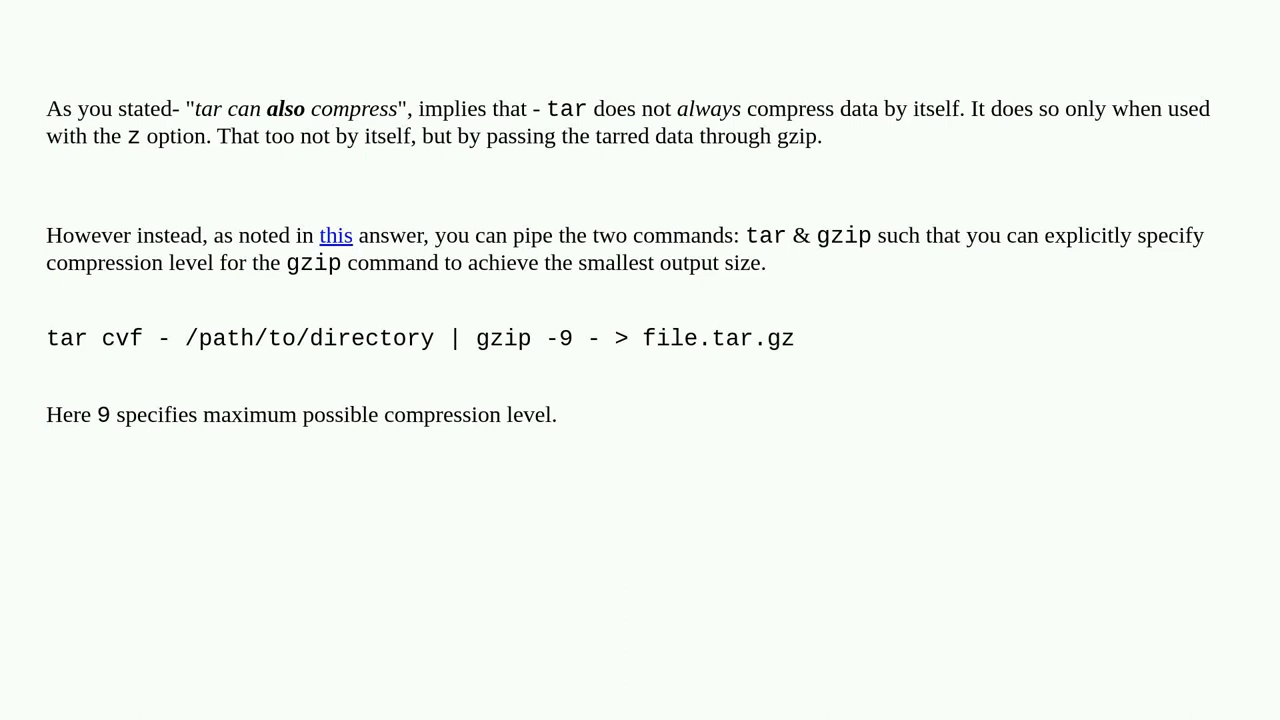 As you stated- "tar can also compress", implies that - tar does not always compress data by itself. It does so only when used
with the z option. That too not by itself, but by passing the tarred data through gzip.
However instead, as noted in this answer, you can pipe the two commands: tar & gzip such that you can explicitly specify
compression level for the gzip command to achieve the smallest output size.
tar cvf - /path/to/directory | gzip -9 - > file.tar.gz
Here 9 specifies maximum possible compression level.